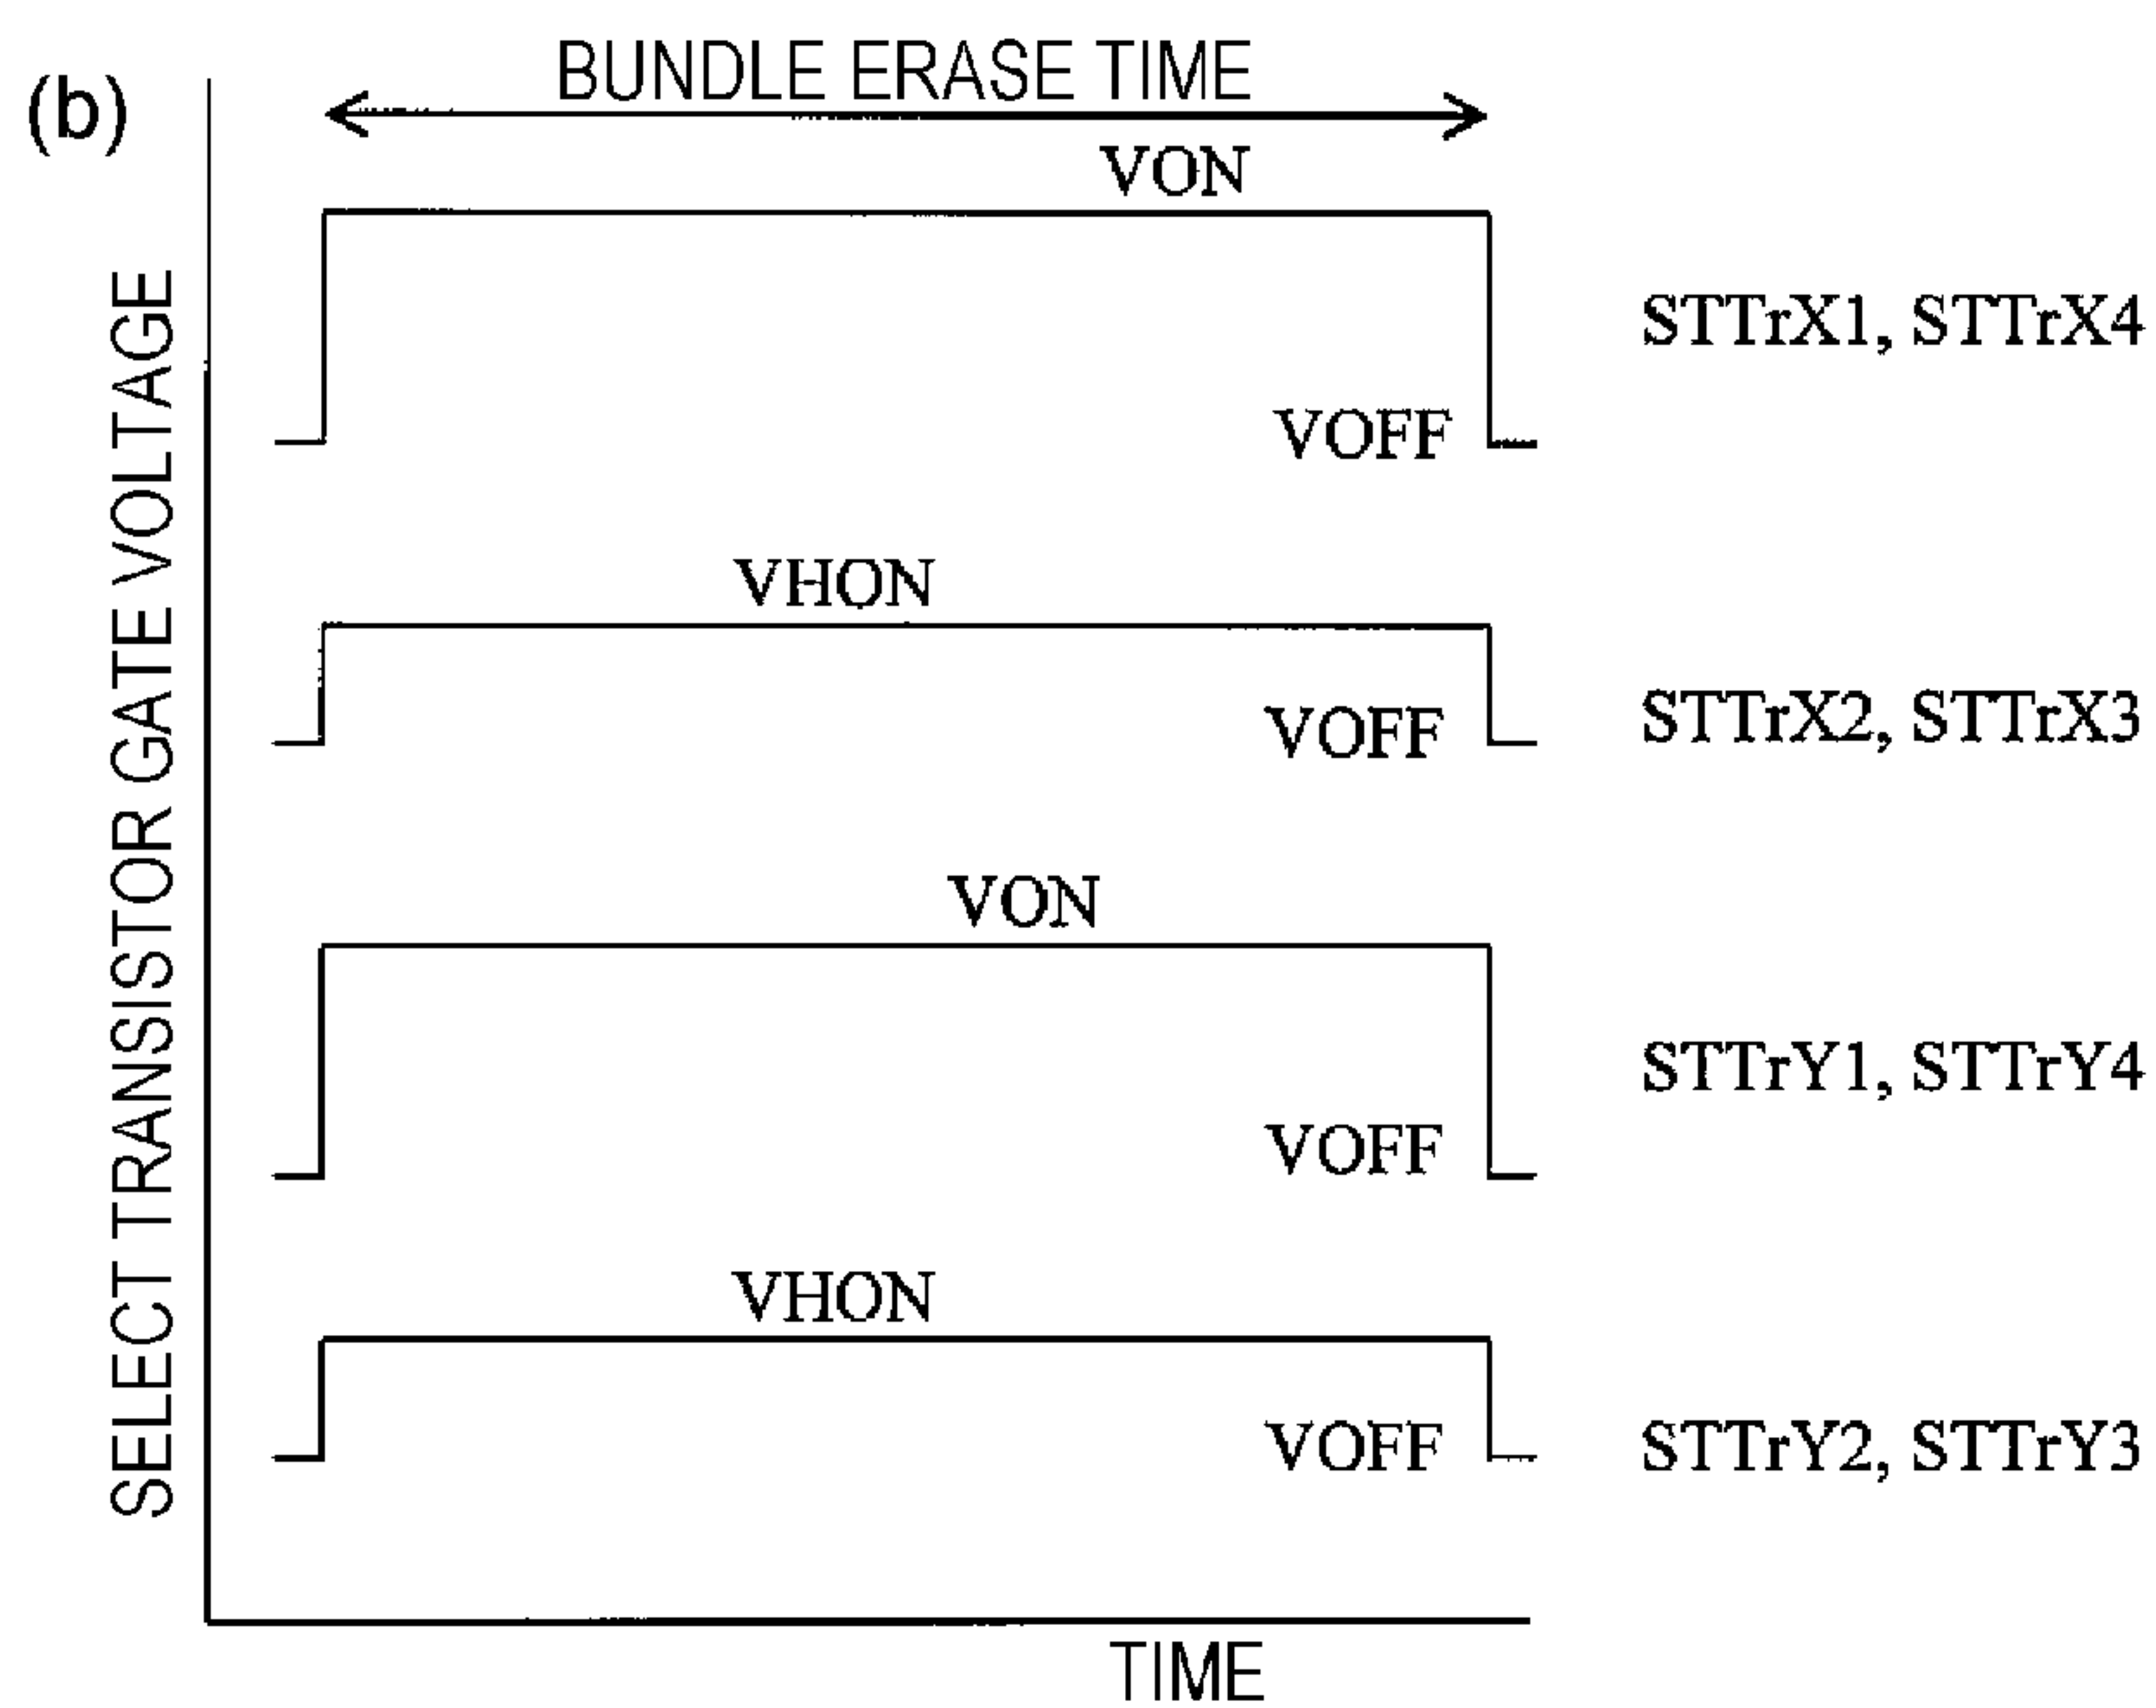 (b)
BUNDLE ERASE TIME
SELECT TRANSISTOR GATE VOLTAGE
VON
VOFF
STTrX1, STTrX4
VHON
VOFF
STTrX2, STTrX3
VON
VOFF
STTrY1, STTrY4
VHON
VOFF
STTrY2, STTrY3
TIME